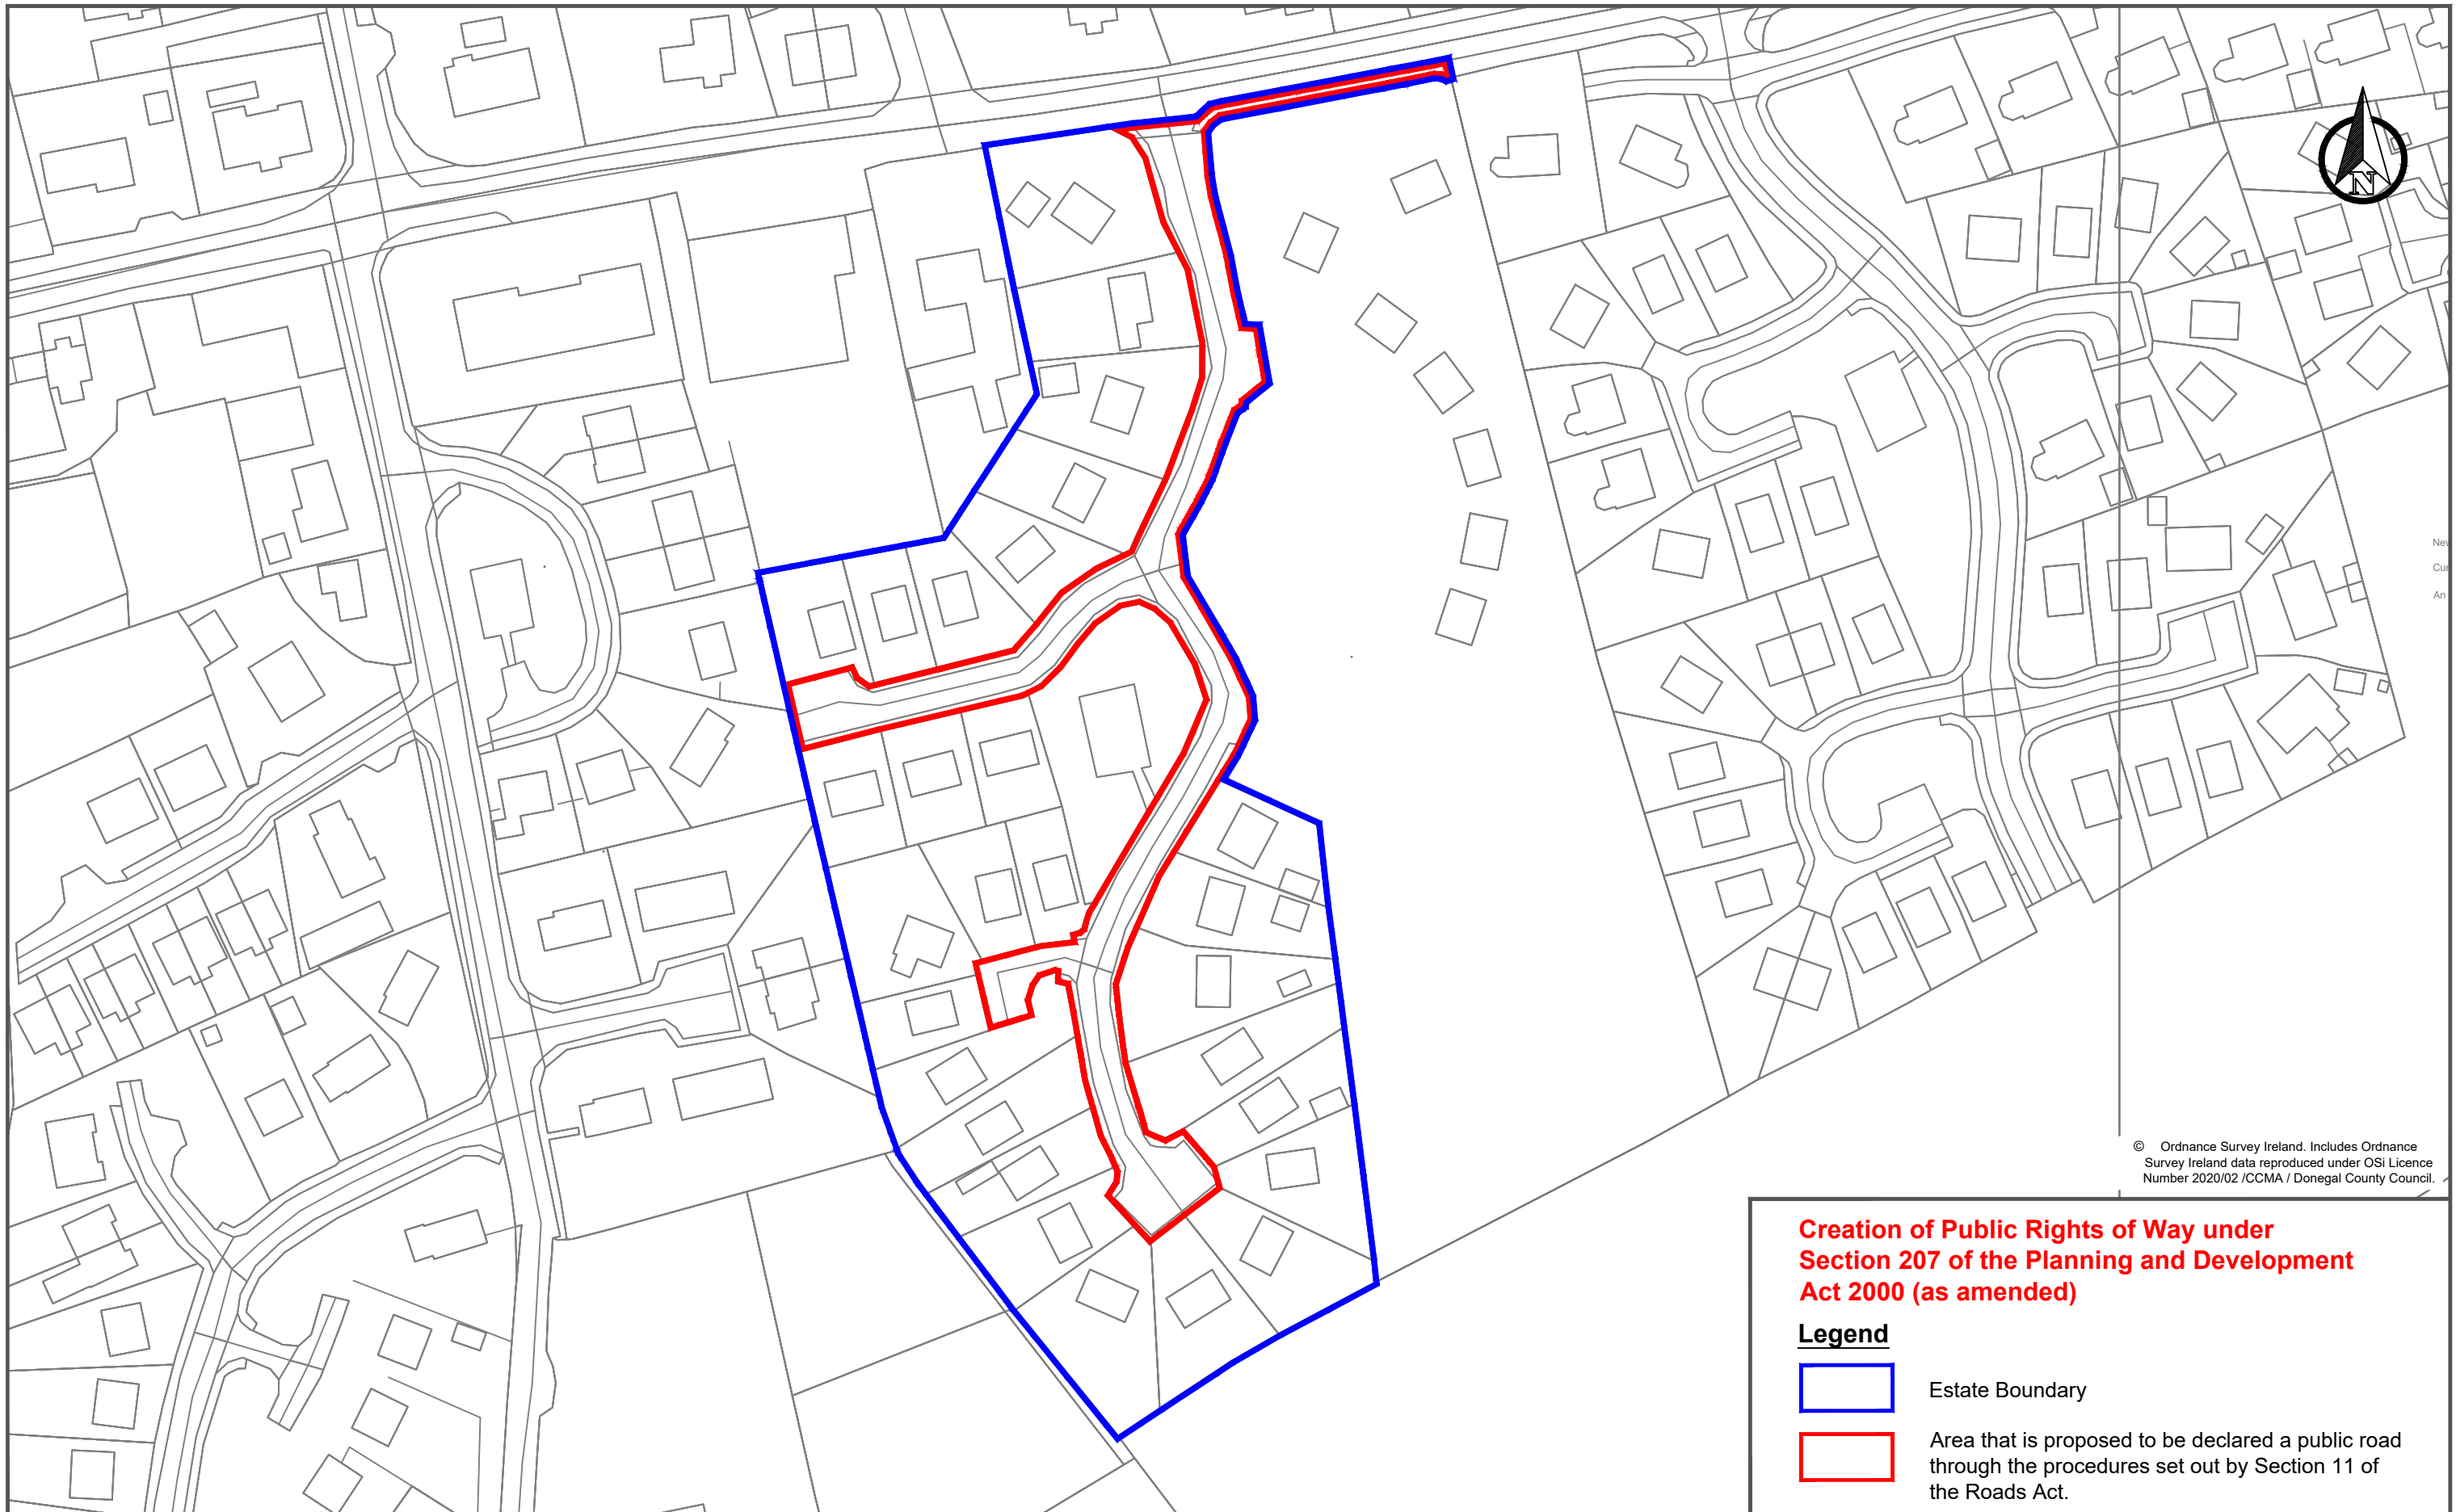 N
New
Cur
An
© Ordnance Survey Ireland. Includes Ordnance
Survey Ireland data reproduced under OSi Licence
Number 2020/02 /CCMA / Donegal County Council.
Creation of Public Rights of Way under
Section 207 of the Planning and Development
Act 2000 (as amended)
Legend
Estate Boundary
Area that is proposed to be declared a public road
through the procedures set out by Section 11 of
the Roads Act.